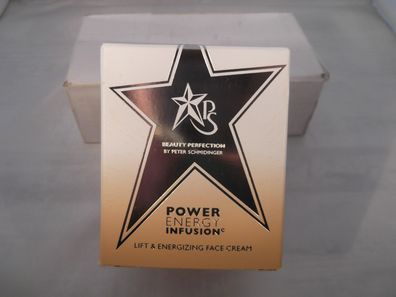 PS
BEAUTY PERFECTION
BY PETER SCHMIDINGER
POWER
ENERGY
INFUSION©
LIFT & ENERGIZING FACE CREAM